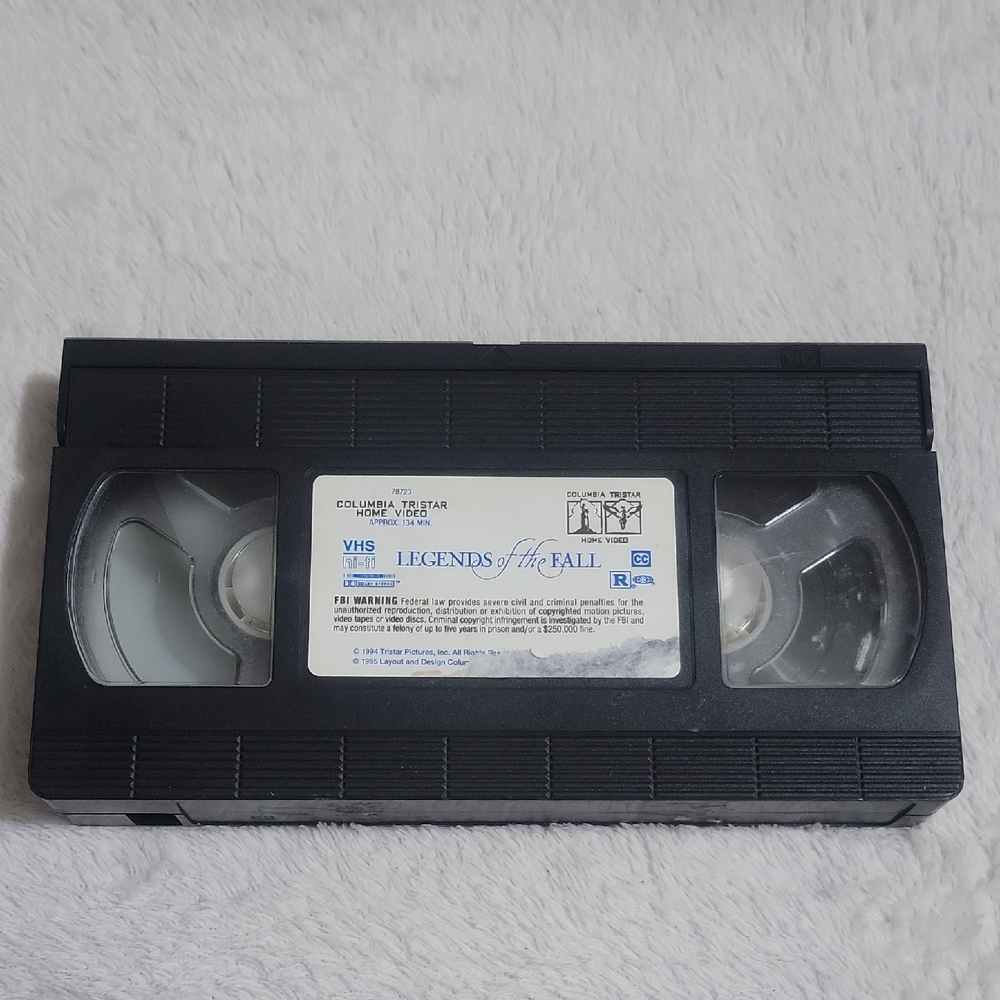 VHS
78723
COLUMBIA TRISTAR
HOME VIDEO
APPROX. 134 MIN.
COLUMBIA TRISTAR
HOME VIDEO
VHS
hi-fi
DOLBY STEREO
LEGENDS of the FALL
CC
R
FBI WARNING Federal law provides severe civil and criminal penalties for the
unauthorized reproduction, distribution or exhibition of copyrighted motion pictures,
video tapes or video discs. Criminal copyright infringement is investigated by the FBI and
may constitute a felony of up to five years in prison and/or a $250,000 fine.
© 1994 Tristar Pictures, Inc. All Rights
© 1995 Layout and Design